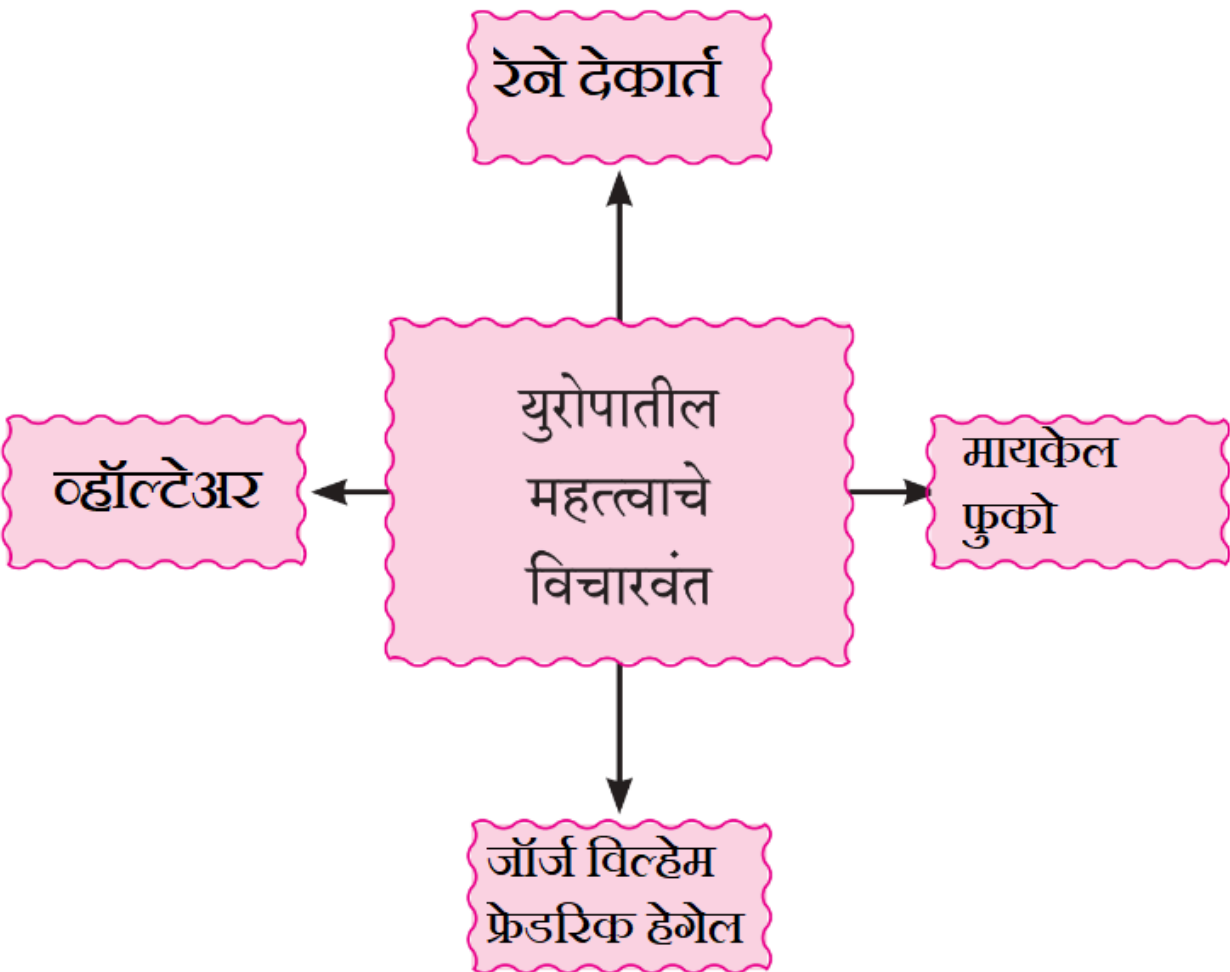 रेने देकार्त
युरोपातील
महत्त्वाचे
विचारवंत
व्हॉल्टेअर
मायकेल
फुको
जॉर्ज विल्हेम
फ्रेडरिक हेगेल